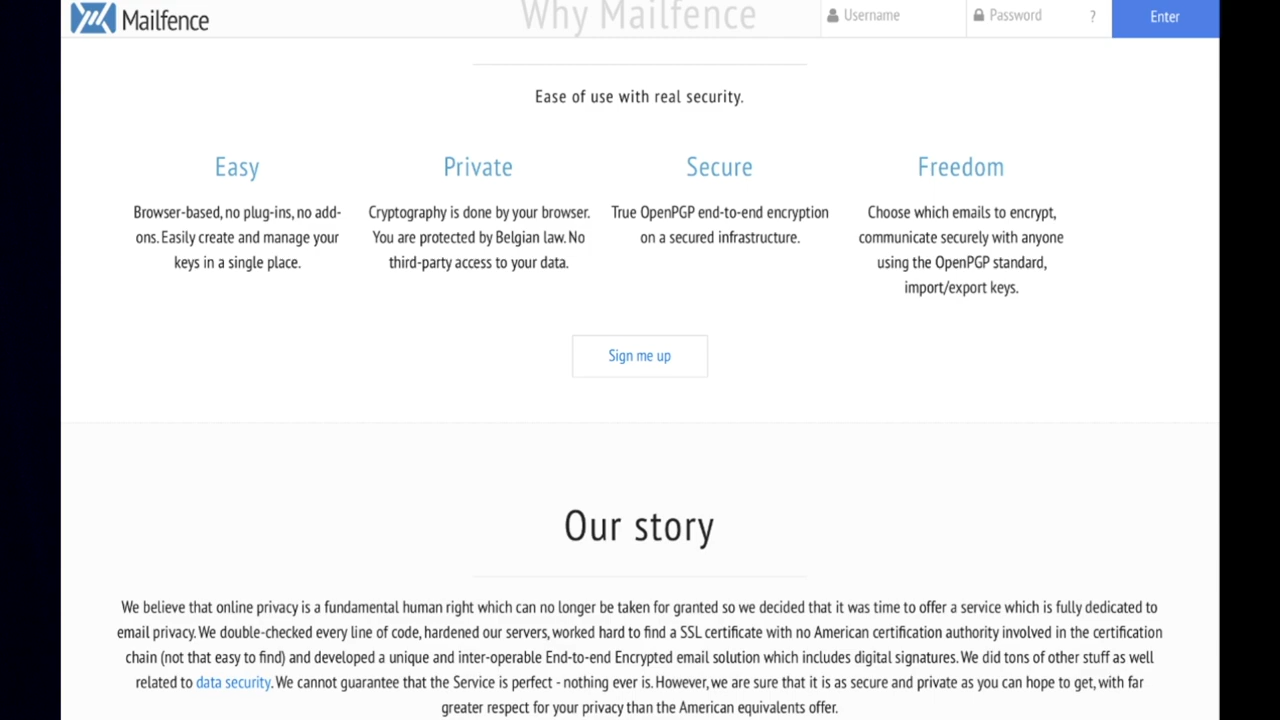 Mailfence
Why Mailfence
Username
Password
?
Enter
Ease of use with real security.
Easy
Browser-based, no plug-ins, no add-
ons. Easily create and manage your
keys in a single place.
Private
Cryptography is done by your browser.
You are protected by Belgian law. No
third-party access to your data.
Secure
True OpenPGP end-to-end encryption
on a secured infrastructure.
Freedom
Choose which emails to encrypt,
communicate securely with anyone
using the OpenPGP standard,
import/export keys.
Sign me up
Our story
We believe that online privacy is a fundamental human right which can no longer be taken for granted so we decided that it was time to offer a service which is fully dedicated to
email privacy. We double-checked every line of code, hardened our servers, worked hard to find a SSL certificate with no American certification authority involved in the certification
chain (not that easy to find) and developed a unique and inter-operable End-to-end Encrypted email solution which includes digital signatures. We did tons of other stuff as well
related to data security. We cannot guarantee that the Service is perfect - nothing ever is. However, we are sure that it is as secure and private as you can hope to get, with far
greater respect for your privacy than the American equivalents offer.